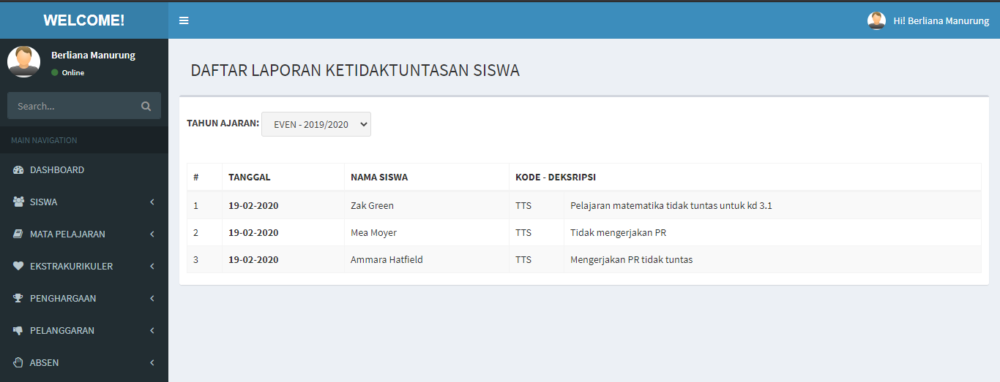 WELCOME!
Hi! Berliana Manurung
Berliana Manurung
Online
Search...
MAIN NAVIGATION
DASHBOARD
SISWA
MATA PELAJARAN
EKSTRAKURIKULER
PENGHARGAAN
PELANGGARAN
ABSEN
DAFTAR LAPORAN KETIDAKTUNTASAN SISWA
TAHUN AJARAN: EVEN - 2019/2020
# TANGGAL NAMA SISWA KODE - DEKSRIPSI
1 19-02-2020 Zak Green TTS Pelajaran matematika tidak tuntas untuk kd 3.1
2 19-02-2020 Mea Moyer TTS Tidak mengerjakan PR
3 19-02-2020 Ammara Hatfield TTS Mengerjakan PR tidak tuntas